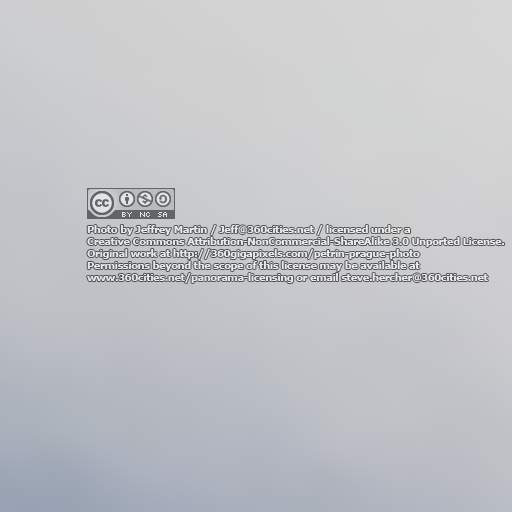 cc BY NC SA
Photo by Jeffrey Martin / Jeff@360cities.net / licensed under a
Creative Commons Attribution-NonCommercial-ShareAlike 3.0 Unported License.
Original work at http://360gigapixels.com/petrin-prague-photo
Permissions beyond the scope of this license may be available at
www.360cities.net/panorama-licensing or email steve.hercher@360cities.net